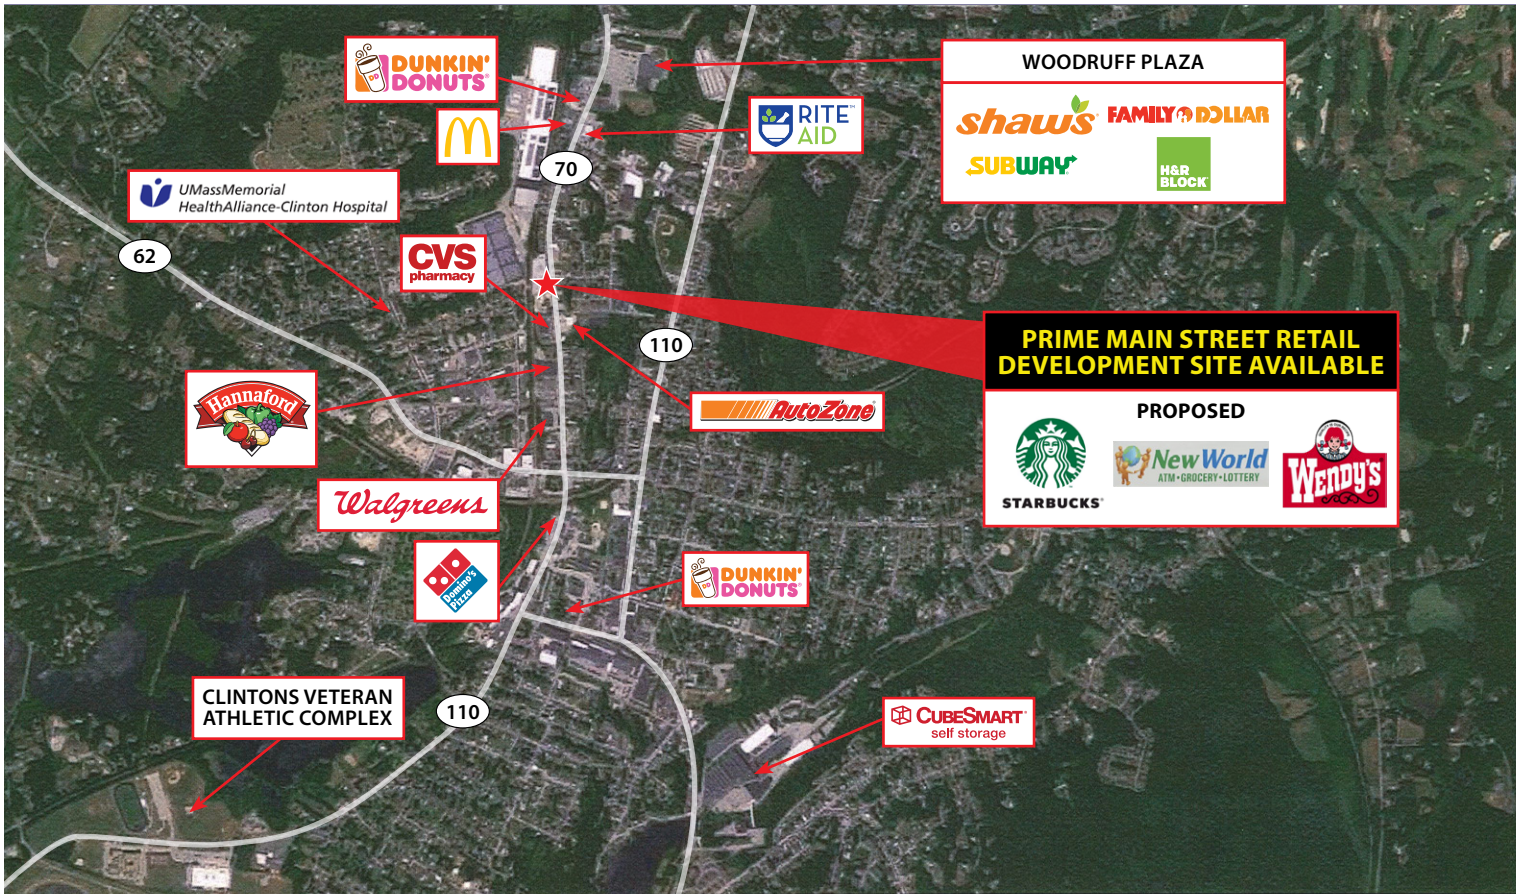 DUNKIN'
DONUTS
WOODRUFF PLAZA
shaw's
FAMILY DOLLAR
SUBWAY
H&R
BLOCK
RITE
AID
70
UMassMemorial
HealthAlliance-Clinton Hospital
62
CVS
pharmacy
110
PRIME MAIN STREET RETAIL
DEVELOPMENT SITE AVAILABLE
PROPOSED
STARBUCKS
New World
ATM • GROCERY • LOTTERY
WENDY'S
Hannaford
AutoZone
Walgreens
Domino's
Pizza
DUNKIN'
DONUTS
CLINTONS VETERAN
ATHLETIC COMPLEX
110
CUBESMART
self storage